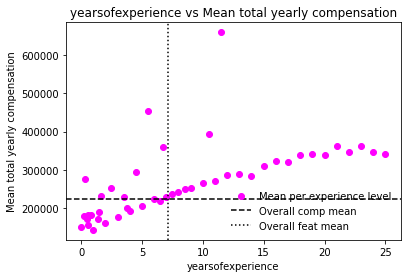 yearsofexperience vs Mean total yearly compensation
Mean total yearly compensation
600000
500000
400000
300000
200000
Mean per experience level
Overall comp mean
Overall feat mean
0 5 10 15 20 25
yearsofexperience